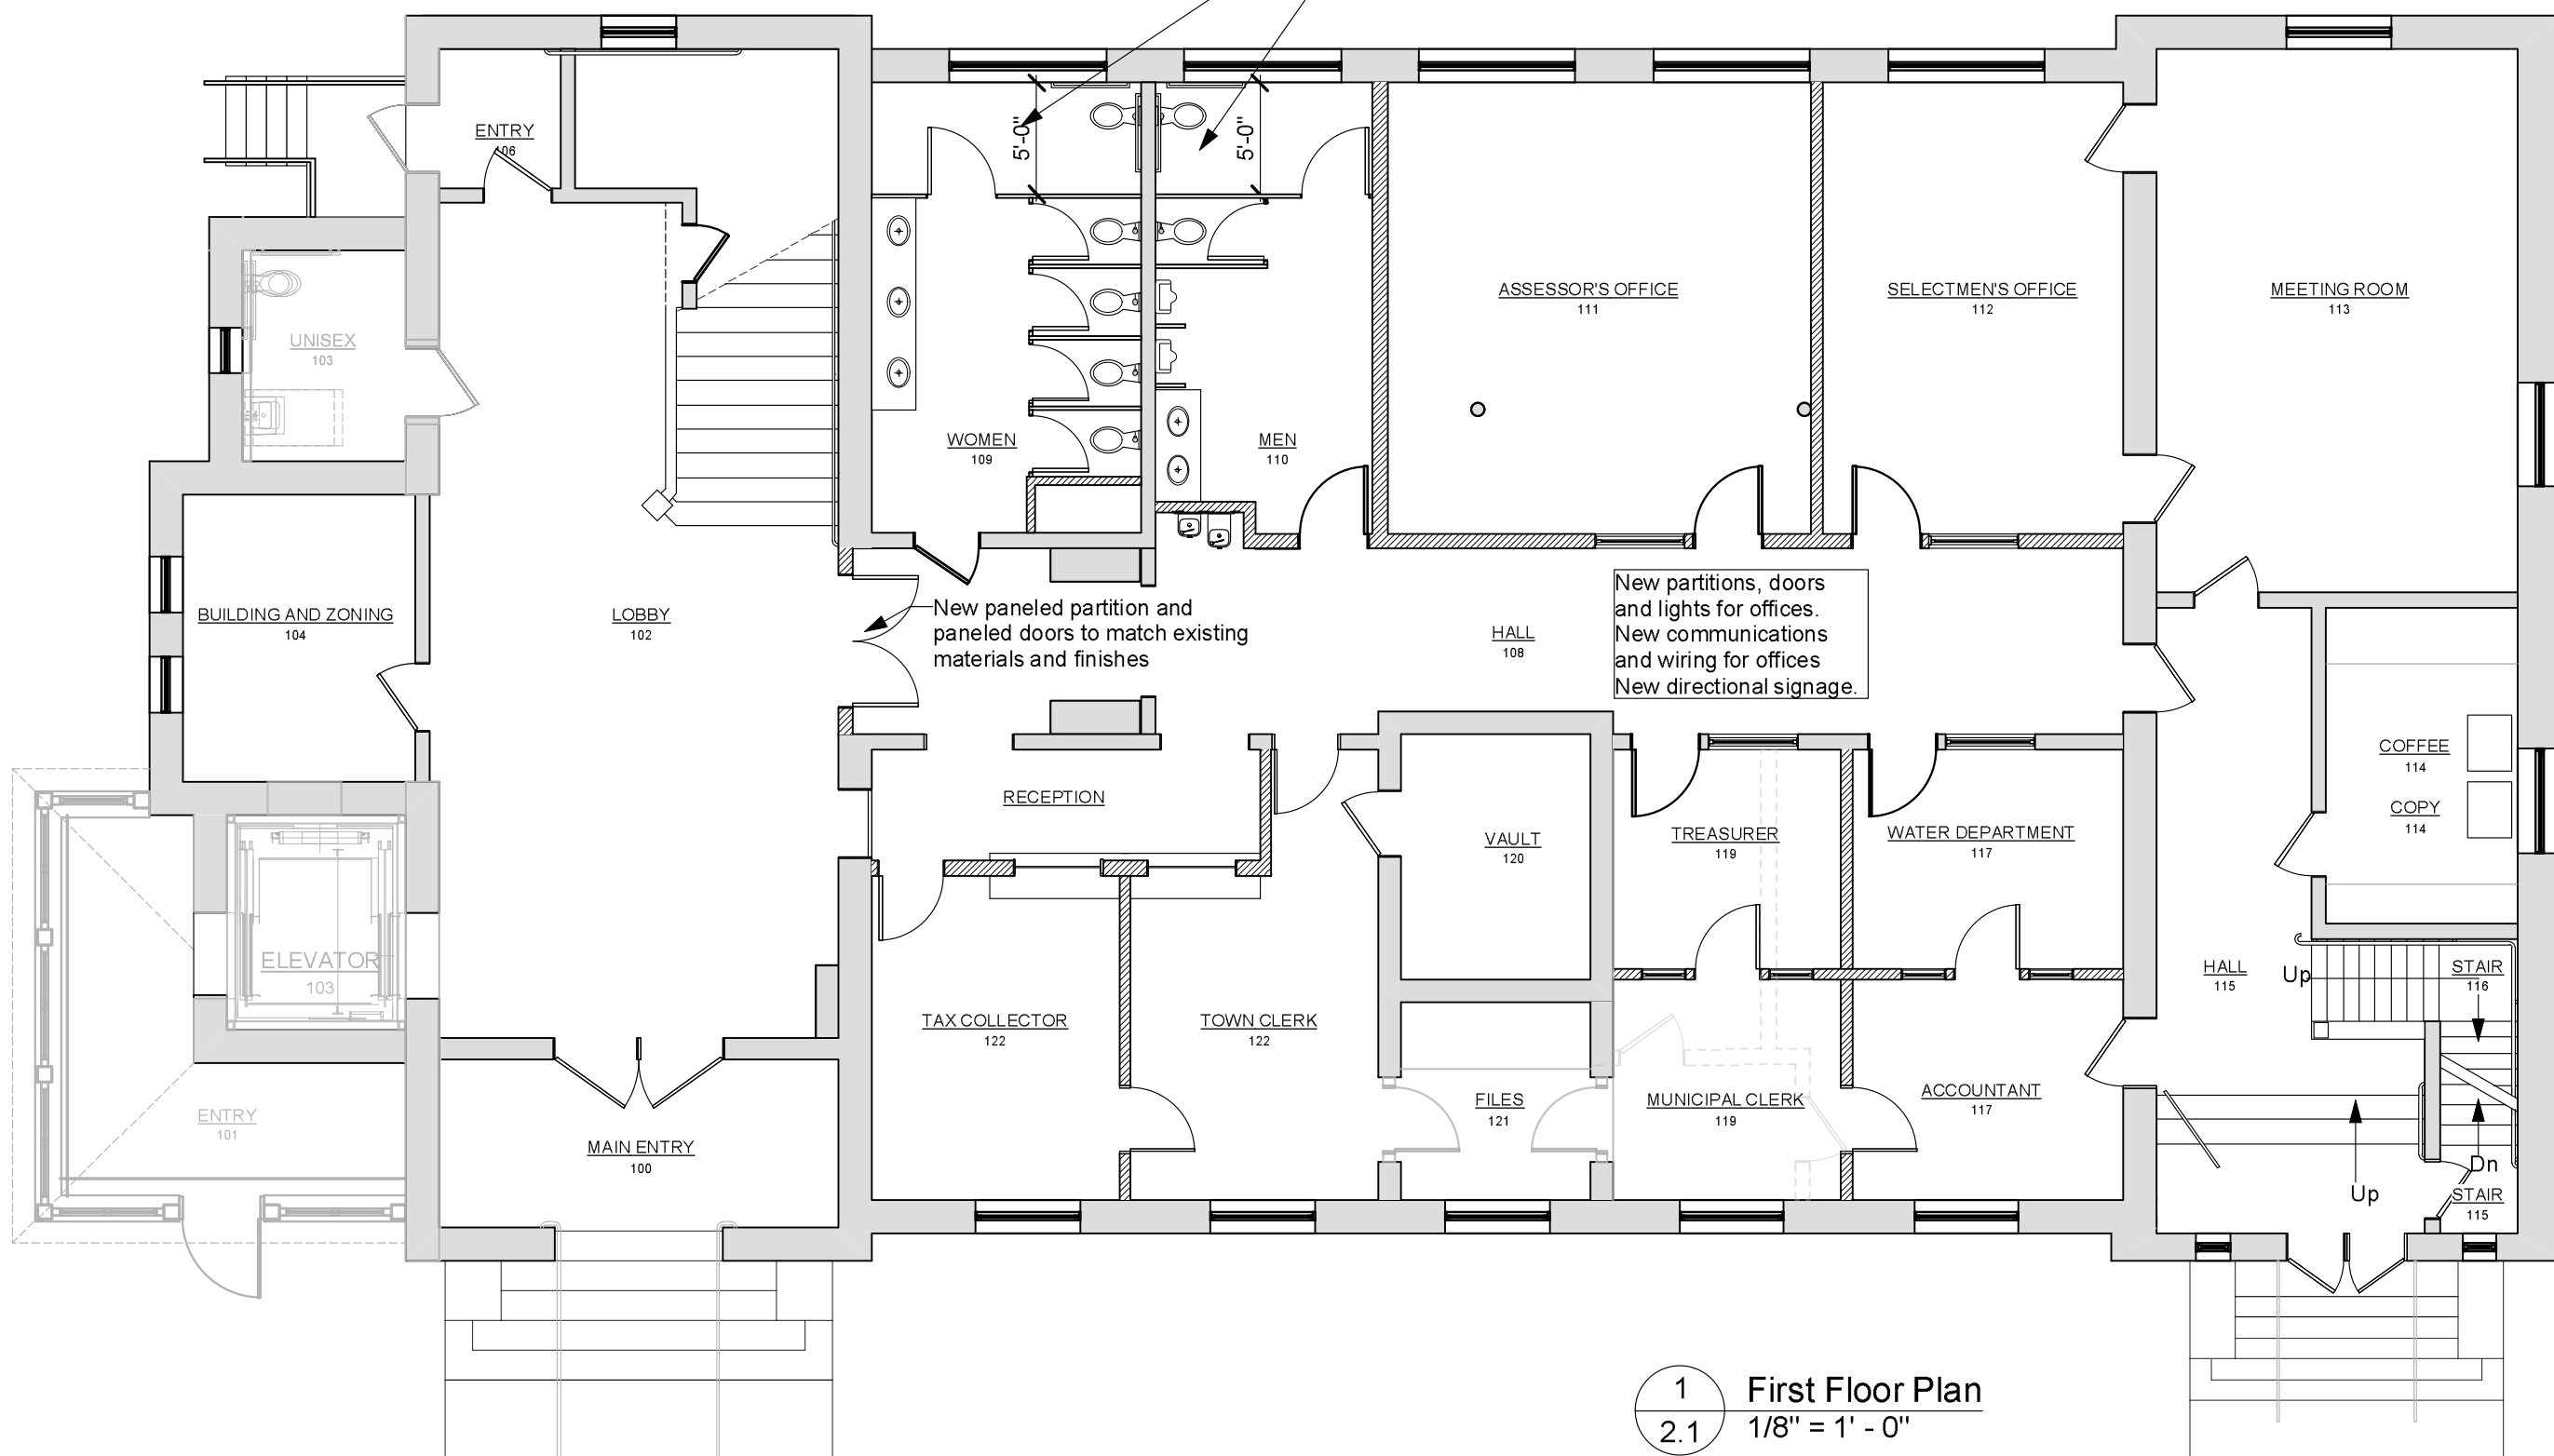 ENTRY
106
5'-0"
5'-0"
UNISEX
103
ASSESSOR'S OFFICE
111
SELECTMEN'S OFFICE
112
MEETING ROOM
113
WOMEN
109
MEN
110
BUILDING AND ZONING
104
LOBBY
102
New paneled partition and
paneled doors to match existing
materials and finishes
HALL
108
New partitions, doors
and lights for offices.
New communications
and wiring for offices
New directional signage.
COFFEE
114
COPY
114
RECEPTION
VAULT
120
TREASURER
119
WATER DEPARTMENT
117
ELEVATOR
103
TAX COLLECTOR
122
TOWN CLERK
122
HALL
115
Up
STAIR
116
ENTRY
101
MAIN ENTRY
100
FILES
121
MUNICIPAL CLERK
119
ACCOUNTANT
117
Dn
Up
STAIR
115
1
2.1
First Floor Plan
1/8" = 1' - 0"